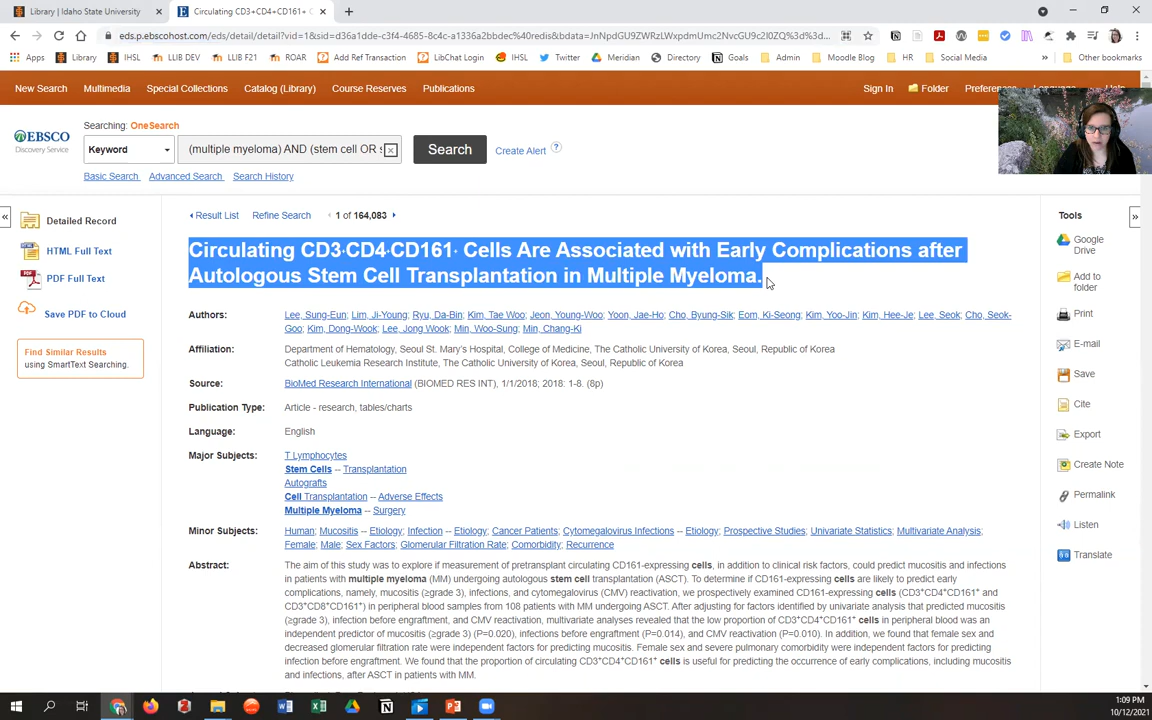 Library | Idaho State University
Circulating CD3+CD4+CD161+ C
eds.p.ebscohost.com/eds/detail/detail?vid=1&sid=d36a1dde-c3f4-4685-8c4c-a1336a2bbdec%40redis&bdata=JnNpdGU9ZWRzLWxpdmUmc2NvcGU9c2l0ZQ%3d%3d...
Apps Library IHSL LLIB DEV LLIB F21 ROAR Add Ref Transaction LibChat Login IHSL Twitter Meridian Directory Goals Admin Moodle Blog HR Social Media » Other bookmarks
New Search Multimedia Special Collections Catalog (Library) Course Reserves Publications Sign In Folder
EBSCO
Discovery Service
Searching: OneSearch
Keyword (multiple myeloma) AND (stem cell OR s Search Create Alert ?
Basic Search Advanced Search Search History
« Detailed Record
HTML Full Text
PDF Full Text
Save PDF to Cloud
Find Similar Results
using SmartText Searching.
Result List Refine Search 1 of 164,083
Circulating CD3+CD4+CD161+ Cells Are Associated with Early Complications after
Autologous Stem Cell Transplantation in Multiple Myeloma.
Authors: Lee, Sung-Eun; Lim, Ji-Young; Ryu, Da-Bin; Kim, Tae Woo; Jeon, Young-Woo; Yoon, Jae-Ho; Cho, Byung-Sik; Eom, Ki-Seong; Kim, Yoo-Jin; Kim, Hee-Je; Lee, Seok; Cho, Seok-
Goo; Kim, Dong-Wook; Lee, Jong Wook; Min, Woo-Sung; Min, Chang-Ki
Affiliation: Department of Hematology, Seoul St. Mary's Hospital, College of Medicine, The Catholic University of Korea, Seoul, Republic of Korea
Catholic Leukemia Research Institute, The Catholic University of Korea, Seoul, Republic of Korea
Source: BioMed Research International (BIOMED RES INT), 1/1/2018; 2018: 1-8. (8p)
Publication Type: Article - research, tables/charts
Language: English
Major Subjects: T Lymphocytes
Stem Cells -- Transplantation
Autografts
Cell Transplantation -- Adverse Effects
Multiple Myeloma -- Surgery
Minor Subjects: Human; Mucositis -- Etiology; Infection -- Etiology; Cancer Patients; Cytomegalovirus Infections -- Etiology; Prospective Studies; Univariate Statistics; Multivariate Analysis;
Female; Male; Sex Factors; Glomerular Filtration Rate; Comorbidity; Recurrence
Abstract: The aim of this study was to explore if measurement of pretransplant circulating CD161-expressing cells, in addition to clinical risk factors, could predict mucositis and infections
in patients with multiple myeloma (MM) undergoing autologous stem cell transplantation (ASCT). To determine if CD161-expressing cells are likely to predict early
complications, namely, mucositis (≥grade 3), infections, and cytomegalovirus (CMV) reactivation, we prospectively examined CD161-expressing cells (CD3+CD4+CD161+ and
CD3+CD8+CD161+) in peripheral blood samples from 108 patients with MM undergoing ASCT. After adjusting for factors identified by univariate analysis that predicted mucositis
(≥grade 3), infection before engraftment, and CMV reactivation, multivariate analyses revealed that the low proportion of CD3+CD4+CD161+ cells in peripheral blood was an
independent predictor of mucositis (≥grade 3) (P=0.020), infections before engraftment (P=0.014), and CMV reactivation (P=0.010). In addition, we found that female sex and
decreased glomerular filtration rate were independent factors for predicting mucositis. Female sex and severe pulmonary comorbidity were independent factors for predicting
infection before engraftment. We found that the proportion of circulating CD3+CD4+CD161+ cells is useful for predicting the occurrence of early complications, including mucositis
and infections, after ASCT in patients with MM.
Tools »
Google
Drive
Add to
folder
Print
E-mail
Save
Cite
Export
Create Note
Permalink
Listen
Translate
1:09 PM
10/12/2021